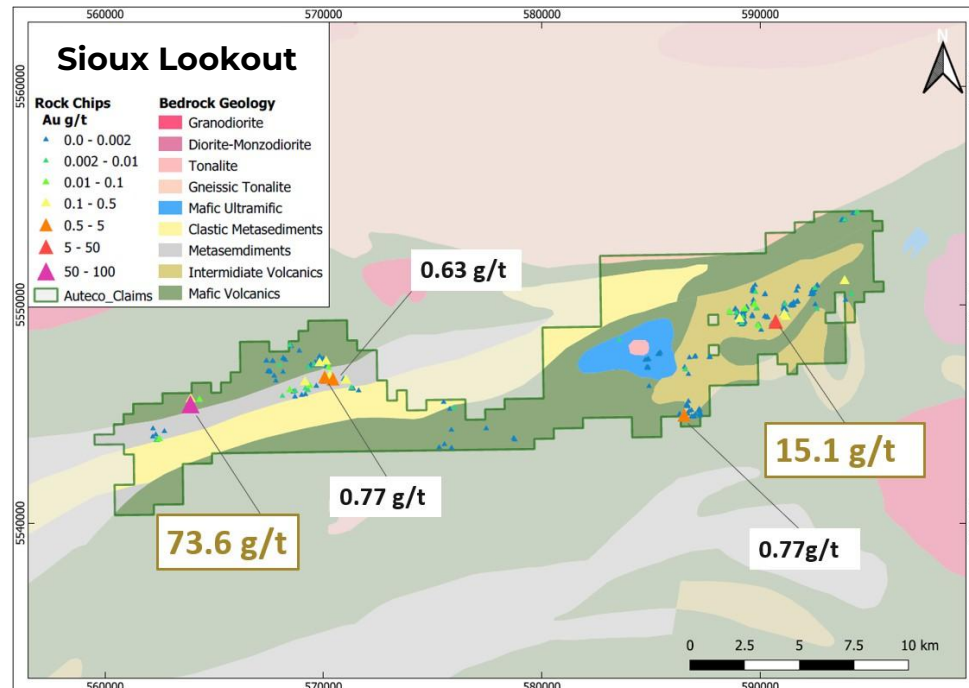 560000
570000
580000
590000
N
5560000
5550000
5540000
Sioux Lookout
Rock Chips
Au g/t
0.0 - 0.002
0.002 - 0.01
0.01 - 0.1
0.1 - 0.5
0.5 - 5
5 - 50
50 - 100
Auteco_Claims
Bedrock Geology
Granodiorite
Diorite-Monzodiorite
Tonalite
Gneissic Tonalite
Mafic Ultramific
Clastic Metasediments
Metasemdiments
Intermidiate Volcanics
Mafic Volcanics
0.63 g/t
15.1 g/t
0.77 g/t
73.6 g/t
0.77g/t
0
2.5
5
7.5
10 km
560000
570000
580000
590000